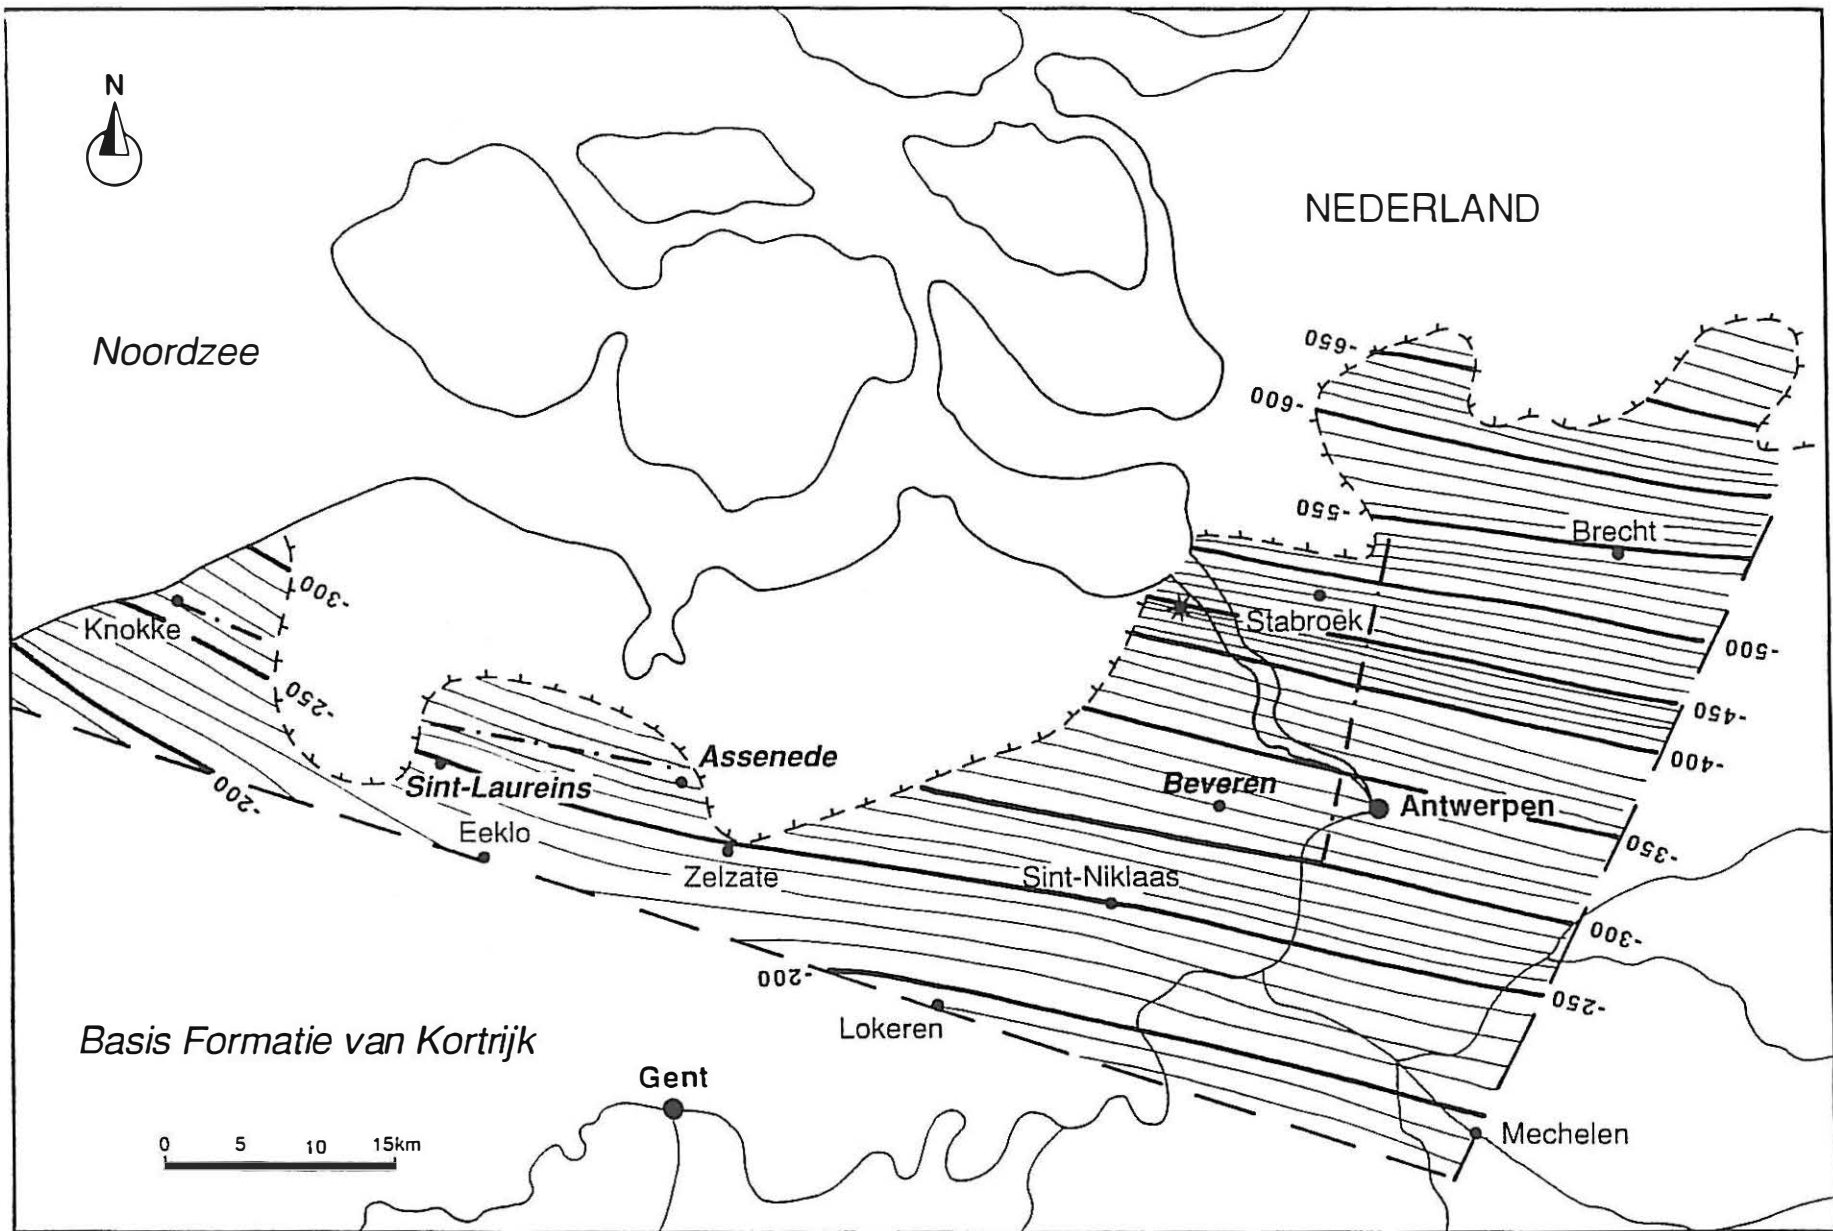 N
NEDERLAND
Noordzee
-650
-600
-550
Brecht
-300
Knokke
Stabroek
-500
-250
-450
Assenede
-400
Sint-Laureins
Beveren
-200
Antwerpen
Eeklo
-350
Zelzate
Sint-Niklaas
-300
-200
-250
Lokeren
Basis Formatie van Kortrijk
Gent
Mechelen
0 5 10 15km